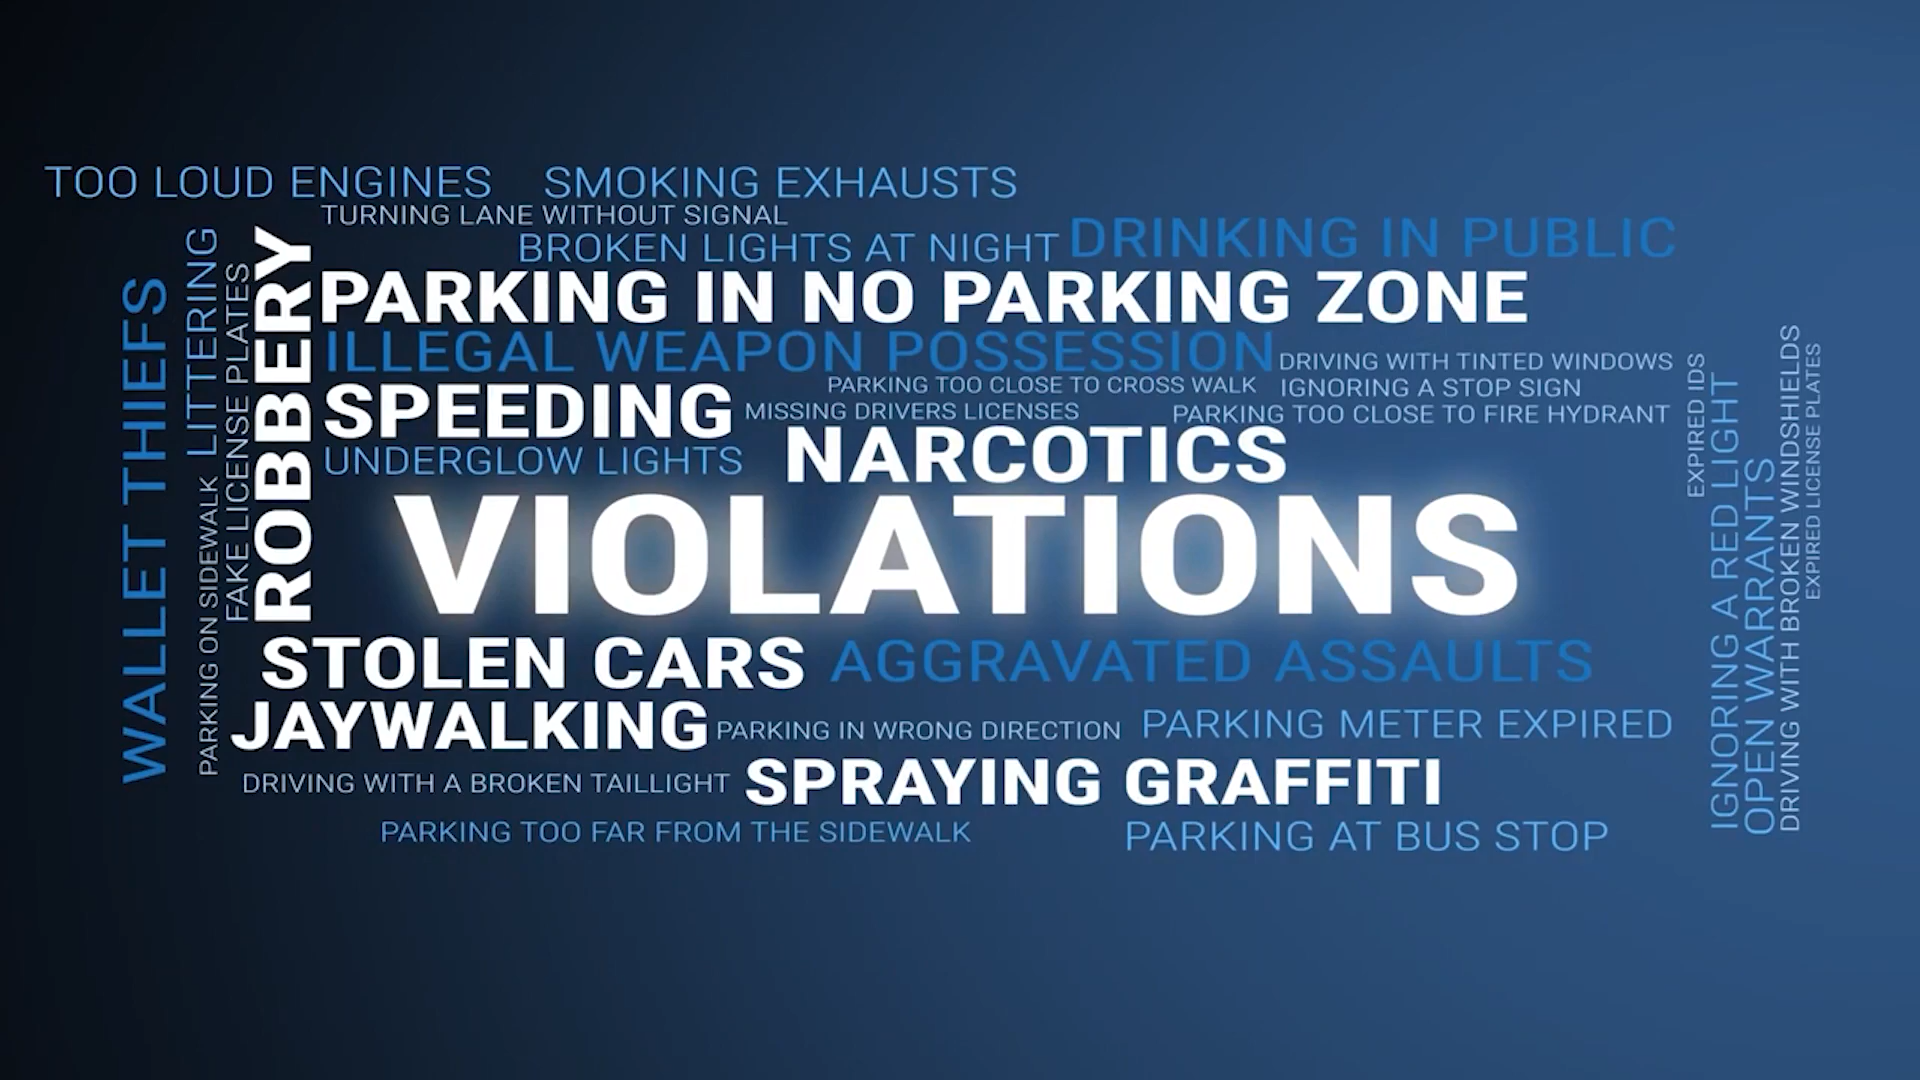 TOO LOUD ENGINES
SMOKING EXHAUSTS
TURNING LANE WITHOUT SIGNAL
BROKEN LIGHTS AT NIGHT
DRINKING IN PUBLIC
WALLET THIEFS
LITTERING
PARKING ON SIDEWALK
FAKE LICENSE PLATES
ROBBERY
PARKING IN NO PARKING ZONE
ILLEGAL WEAPON POSSESSION
DRIVING WITH TINTED WINDOWS
PARKING TOO CLOSE TO CROSS WALK
IGNORING A STOP SIGN
SPEEDING
MISSING DRIVERS LICENSES
PARKING TOO CLOSE TO FIRE HYDRANT
UNDERGLOW LIGHTS
NARCOTICS
VIOLATIONS
STOLEN CARS
AGGRAVATED ASSAULTS
JAYWALKING
PARKING IN WRONG DIRECTION
PARKING METER EXPIRED
DRIVING WITH A BROKEN TAILLIGHT
SPRAYING GRAFFITI
PARKING TOO FAR FROM THE SIDEWALK
PARKING AT BUS STOP
EXPIRED IDS
IGNORING A RED LIGHT
OPEN WARRANTS
DRIVING WITH BROKEN WINDSHIELDS
EXPIRED LICENSE PLATES